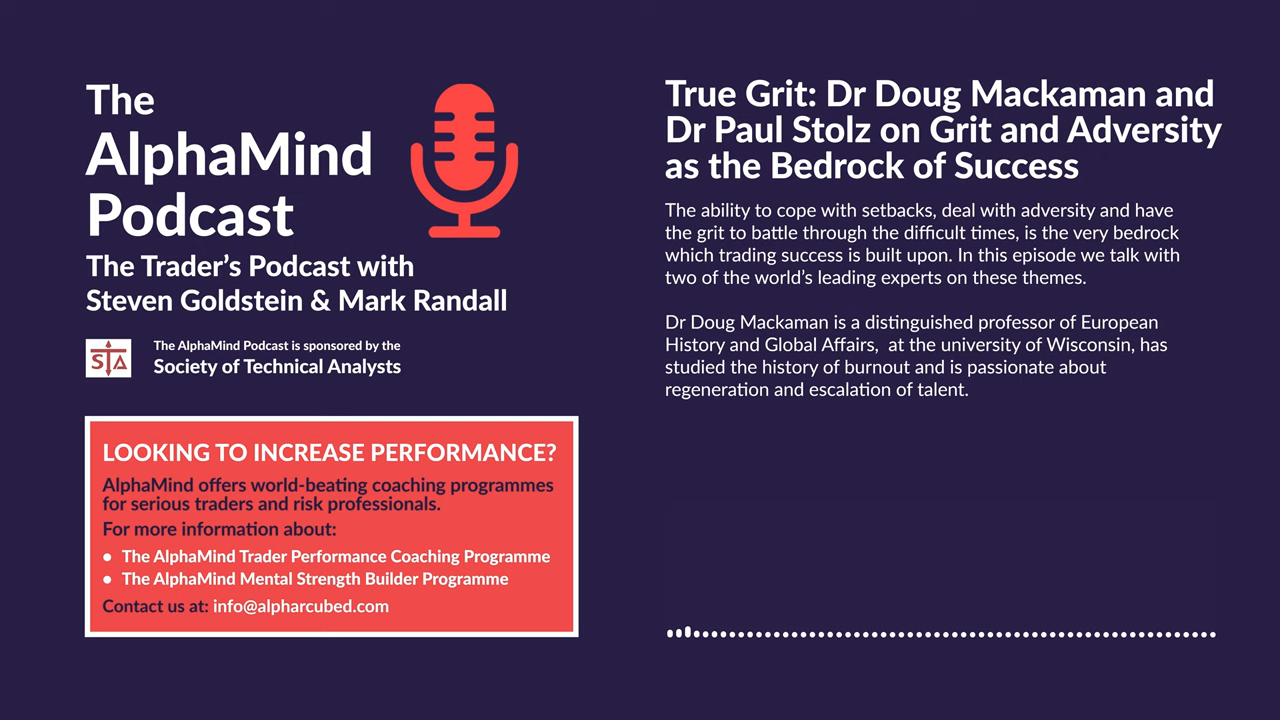 The
AlphaMind
Podcast
The Trader's Podcast with
Steven Goldstein & Mark Randall
STA
The AlphaMind Podcast is sponsored by the
Society of Technical Analysts
LOOKING TO INCREASE PERFORMANCE?
AlphaMind offers world-beating coaching programmes
for serious traders and risk professionals.
For more information about:
• The AlphaMind Trader Performance Coaching Programme
• The AlphaMind Mental Strength Builder Programme
Contact us at: info@alpharcubed.com
True Grit: Dr Doug Mackaman and
Dr Paul Stolz on Grit and Adversity
as the Bedrock of Success
The ability to cope with setbacks, deal with adversity and have
the grit to battle through the difficult times, is the very bedrock
which trading success is built upon. In this episode we talk with
two of the world's leading experts on these themes.
Dr Doug Mackaman is a distinguished professor of European
History and Global Affairs,  at the university of Wisconsin, has
studied the history of burnout and is passionate about
regeneration and escalation of talent.